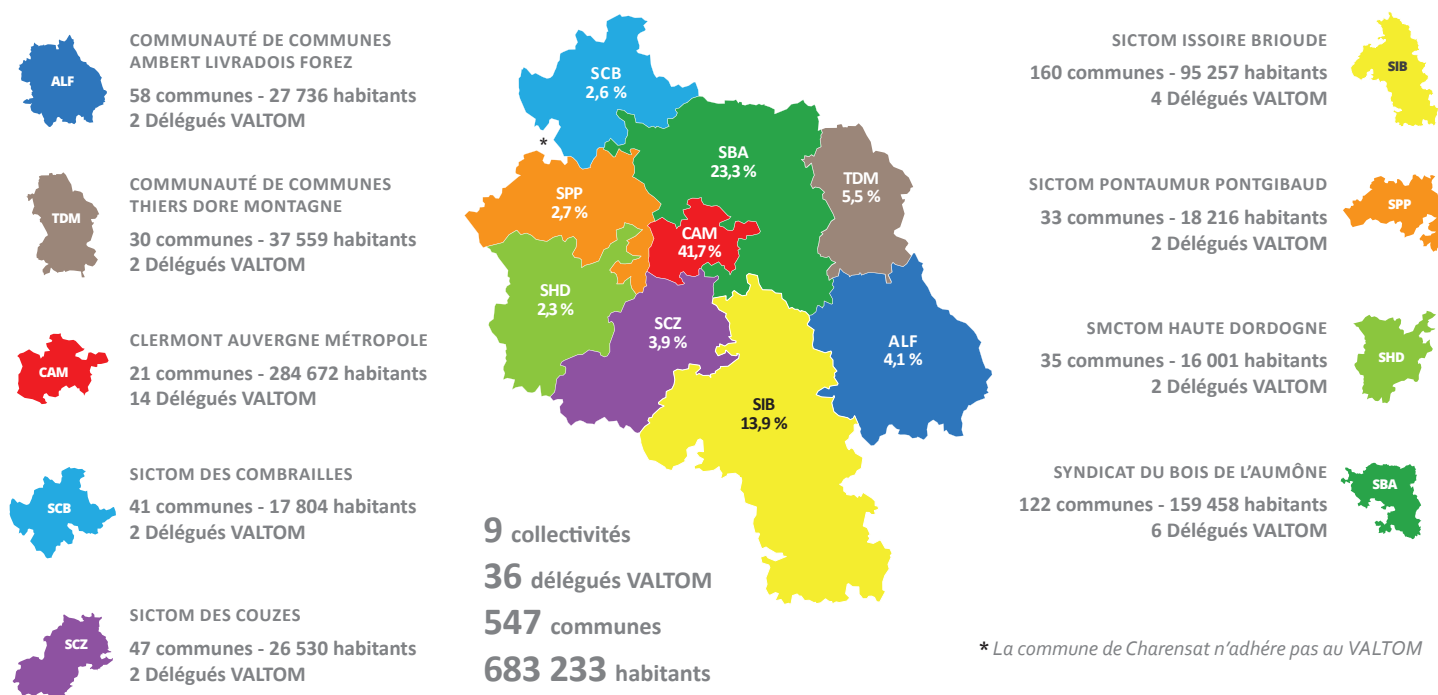 ALF
COMMUNAUTÉ DE COMMUNES
AMBERT LIVRADOIS FOREZ
58 communes - 27 736 habitants
2 Délégués VALTOM
TDM
COMMUNAUTÉ DE COMMUNES
THIERS DORE MONTAGNE
30 communes - 37 559 habitants
2 Délégués VALTOM
CAM
CLERMONT AUVERGNE MÉTROPOLE
21 communes - 284 672 habitants
14 Délégués VALTOM
SCB
SICTOM DES COMBRAILLES
41 communes - 17 804 habitants
2 Délégués VALTOM
SCZ
SICTOM DES COUZES
47 communes - 26 530 habitants
2 Délégués VALTOM
SCB
2,6 %
*
SBA
23,3 %
TDM
5,5 %
SPP
2,7 %
CAM
41,7 %
SHD
2,3 %
SCZ
3,9 %
ALF
4,1 %
SIB
13,9 %
9 collectivités
36 délégués VALTOM
547 communes
683 233 habitants
SICTOM ISSOIRE BRIOUDE
160 communes - 95 257 habitants
4 Délégués VALTOM
SIB
SICTOM PONTAUMUR PONTGIBAUD
33 communes - 18 216 habitants
2 Délégués VALTOM
SPP
SMCTOM HAUTE DORDOGNE
35 communes - 16 001 habitants
2 Délégués VALTOM
SHD
SYNDICAT DU BOIS DE L'AUMÔNE
122 communes - 159 458 habitants
6 Délégués VALTOM
SBA
* La commune de Charensat n'adhére pas au VALTOM